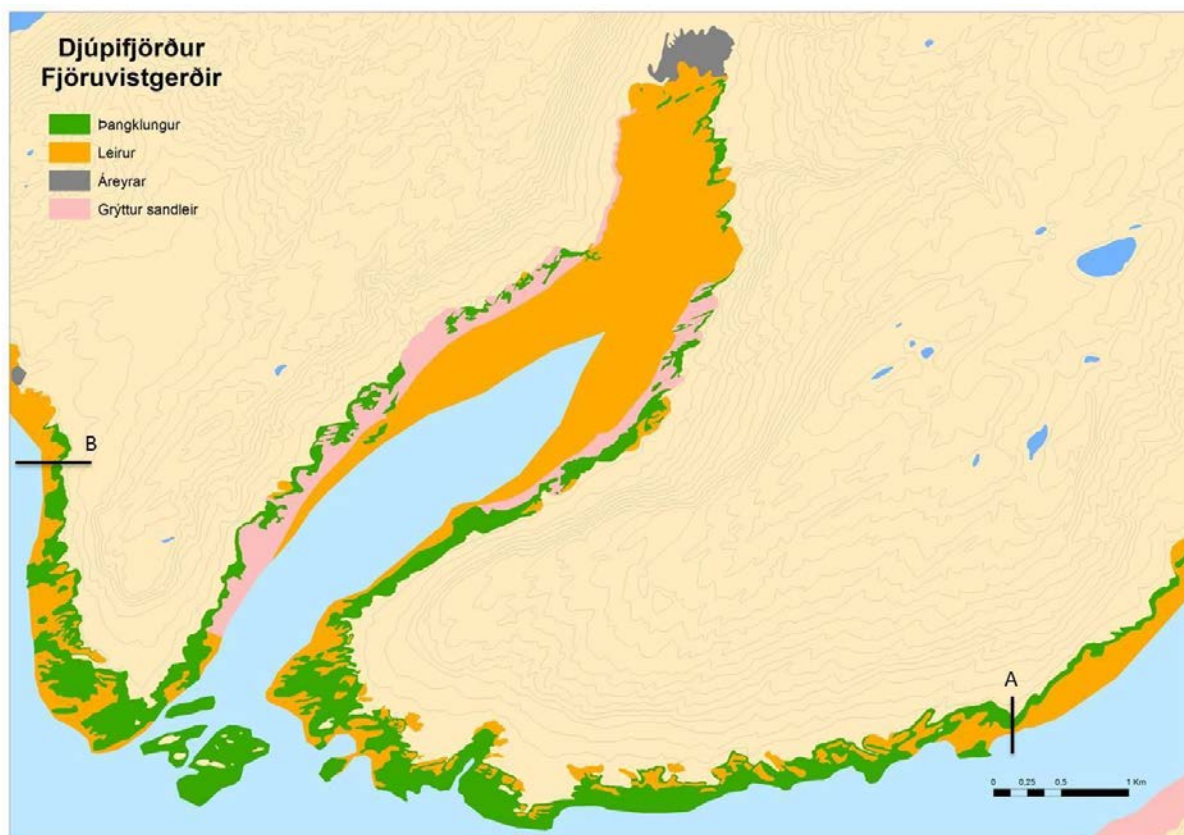 Djúpifjörður
Fjöruvistgerðir
Þangklungur
Leirur
Áreyrar
Grýttur sandleir
B
A
0 0.25 0.5 1 Km